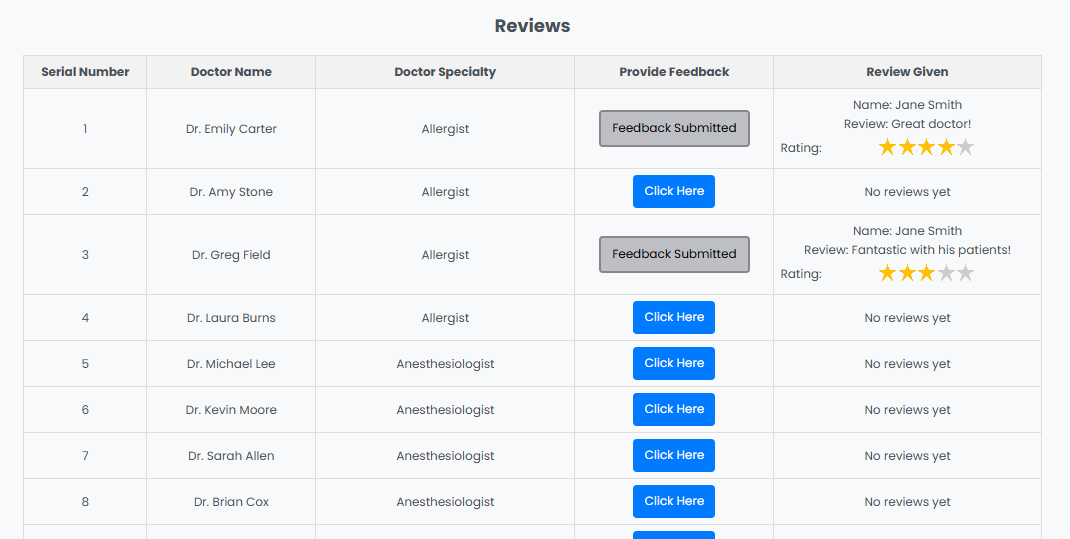 Reviews
Serial Number Doctor Name Doctor Specialty Provide Feedback Review Given
1 Dr. Emily Carter Allergist Feedback Submitted Name: Jane Smith
Review: Great doctor!
Rating:
2 Dr. Amy Stone Allergist Click Here No reviews yet
3 Dr. Greg Field Allergist Feedback Submitted Name: Jane Smith
Review: Fantastic with his patients!
Rating:
4 Dr. Laura Burns Allergist Click Here No reviews yet
5 Dr. Michael Lee Anesthesiologist Click Here No reviews yet
6 Dr. Kevin Moore Anesthesiologist Click Here No reviews yet
7 Dr. Sarah Allen Anesthesiologist Click Here No reviews yet
8 Dr. Brian Cox Anesthesiologist Click Here No reviews yet